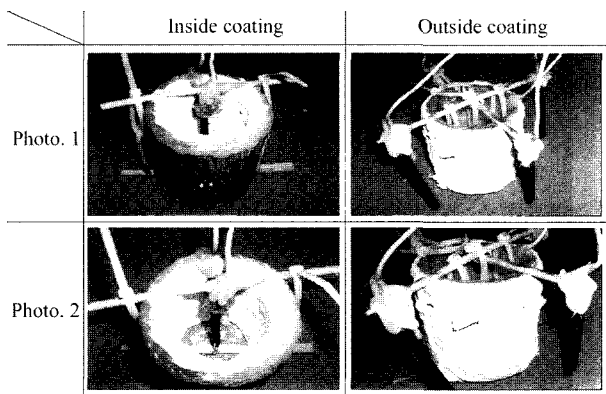 Inside coating
Outside coating
Photo. 1
Photo. 2